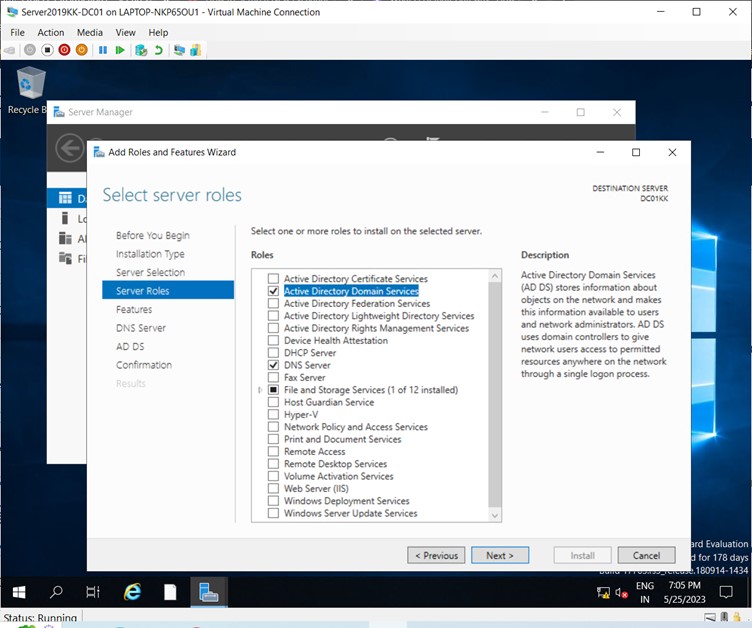 Server2019KK-DC01 on LAPTOP-NKP65OU1 - Virtual Machine Connection
File Action Media View Help
Recycle B
Server Manager
Add Roles and Features Wizard
Select server roles
DESTINATION SERVER
DC01KK
Before You Begin
Installation Type
Server Selection
Server Roles
Features
DNS Server
AD DS
Confirmation
Results
Select one or more roles to install on the selected server.
Roles
Active Directory Certificate Services
Active Directory Domain Services
Active Directory Federation Services
Active Directory Lightweight Directory Services
Active Directory Rights Management Services
Device Health Attestation
DHCP Server
DNS Server
Fax Server
File and Storage Services (1 of 12 installed)
Host Guardian Service
Hyper-V
Network Policy and Access Services
Print and Document Services
Remote Access
Remote Desktop Services
Volume Activation Services
Web Server (IIS)
Windows Deployment Services
Windows Server Update Services
Description
Active Directory Domain Services
(AD DS) stores information about
objects on the network and makes
this information available to users
and network administrators. AD DS
uses domain controllers to give
network users access to permitted
resources anywhere on the network
through a single logon process.
< Previous Next > Install Cancel
ard Evaluation
d for 178 days
180914-1434
ENG 7:05 PM
IN 5/25/2023
Status: Running